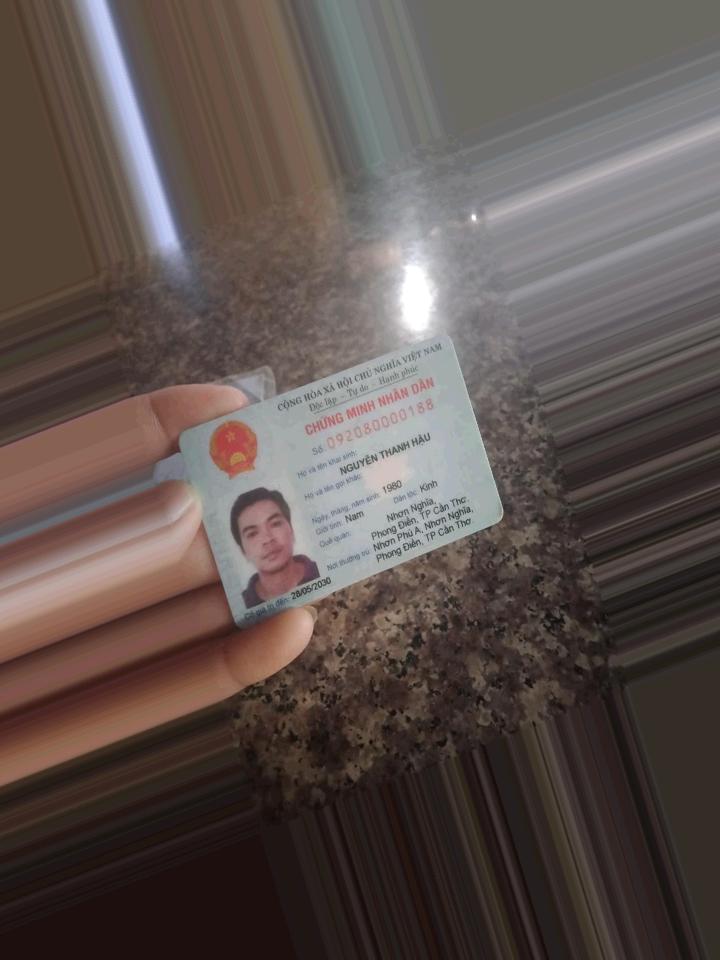 CỘNG HÒA XÃ HỘI CHỦ NGHĨA VIỆT NAM
Độc lập – Tự do – Hạnh phúc
CHỨNG MINH NHÂN DÂN
Số: 092080000188
Họ và tên khai sinh:
NGUYỄN THANH HẬU
Họ và tên gọi khác:
Ngày, tháng, năm sinh: 1980
Giới tính: Nam Dân tộc: Kinh
Quê quán: Nhơn Nghĩa,
Phong Điền, TP Cần Thơ.
Nơi thường trú: Nhơn Phú A, Nhơn Nghĩa,
Phong Điền, TP Cần Thơ.
Có giá trị đến: 28/05/2030